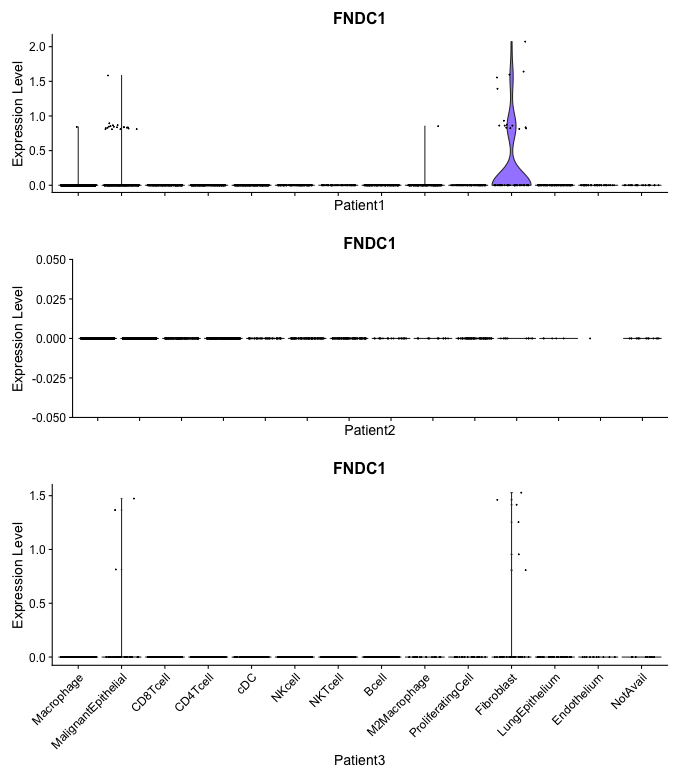 FNDC1
Expression Level
2.0
1.5
1.0
0.5
0.0
Patient1
FNDC1
Expression Level
0.050
0.025
0.000
-0.025
-0.050
Patient2
FNDC1
Expression Level
1.5
1.0
0.5
0.0
Macrophage
MalignantEpithelial
CD8Tcell
CD4Tcell
cDC
NKcell
NKTcell
Bcell
M2Macrophage
ProliferatingCell
Fibroblast
LungEpithelium
Endothelium
NotAvail
Patient3